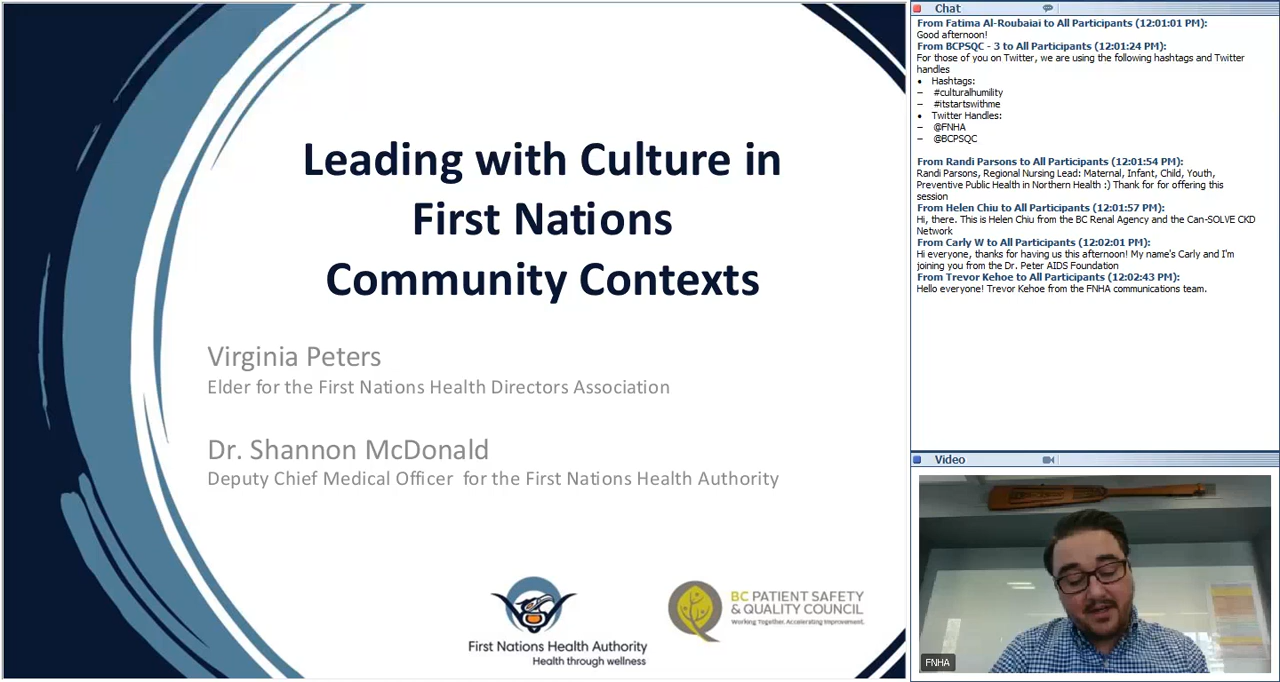 Leading with Culture in
First Nations
Community Contexts
Virginia Peters
Elder for the First Nations Health Directors Association
Dr. Shannon McDonald
Deputy Chief Medical Officer for the First Nations Health Authority
First Nations Health Authority
Health through wellness
BC PATIENT SAFETY
& QUALITY COUNCIL
Working Together. Accelerating Improvement.
Chat
From Fatima Al-Roubaiai to All Participants (12:01:01 PM):
Good afternoon!
From BCPSQC - 3 to All Participants (12:01:24 PM):
For those of you on Twitter, we are using the following hashtags and Twitter
handles
• Hashtags:
– #culturalhumility
– #itstartswithme
• Twitter Handles:
– @FNHA
– @BCPSQC
From Randi Parsons to All Participants (12:01:54 PM):
Randi Parsons, Regional Nursing Lead: Maternal, Infant, Child, Youth,
Preventive Public Health in Northern Health :) Thank for for offering this
session
From Helen Chiu to All Participants (12:01:57 PM):
Hi, there. This is Helen Chiu from the BC Renal Agency and the Can-SOLVE CKD
Network
From Carly W to All Participants (12:02:01 PM):
Hi everyone, thanks for having us this afternoon! My name's Carly and I'm
joining you from the Dr. Peter AIDS Foundation
From Trevor Kehoe to All Participants (12:02:43 PM):
Hello everyone! Trevor Kehoe from the FNHA communications team.
Video
FNHA